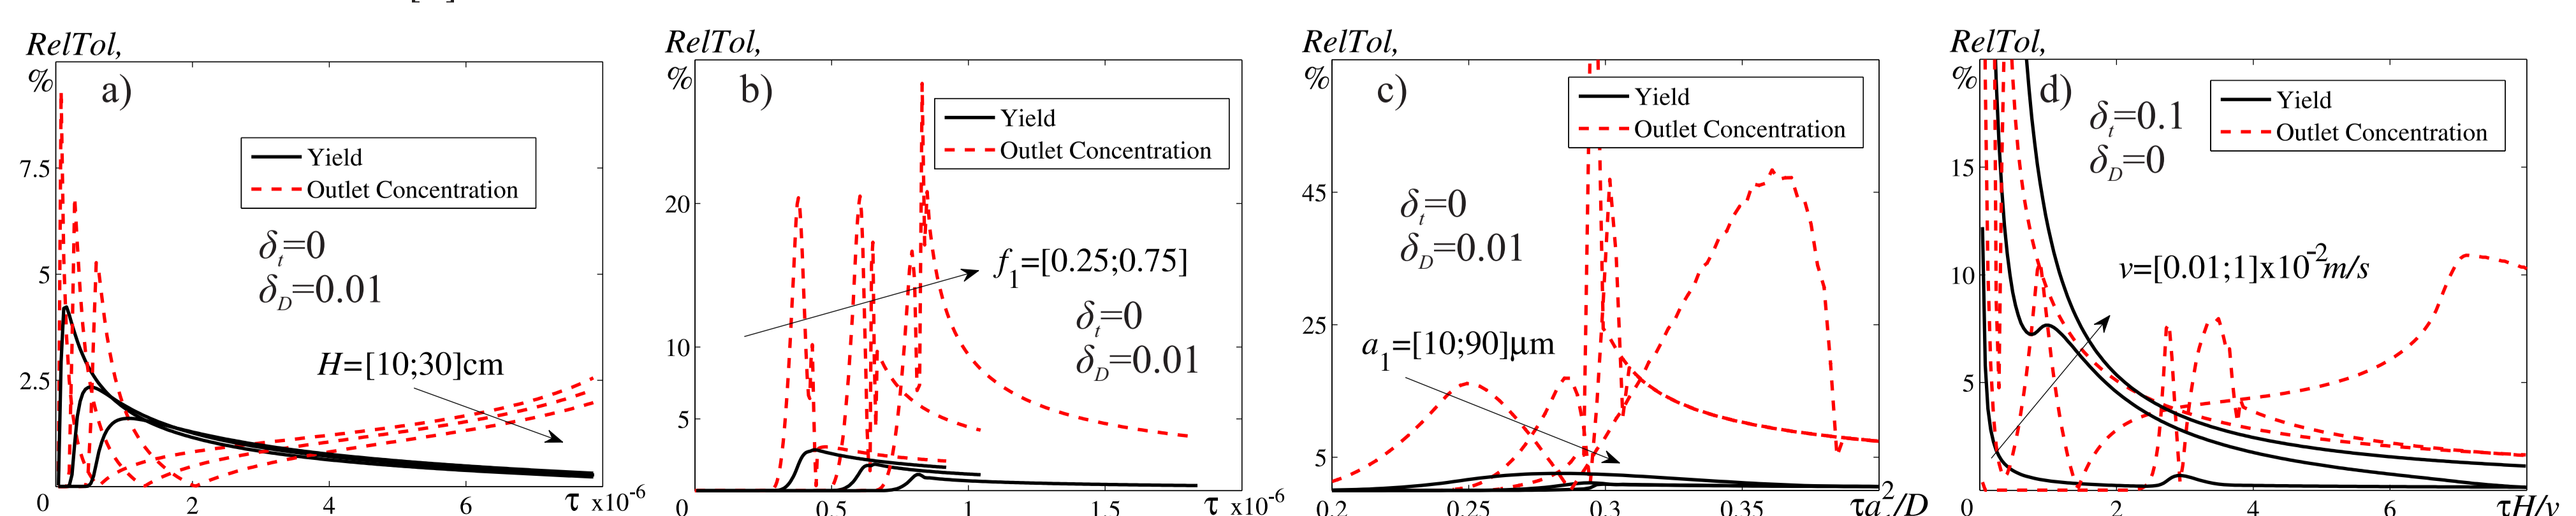 RelTol,
%
a)
Yield
Outlet Concentration
δt=0
δD=0.01
H=[10;30]cm
7.5
5
2.5
0
2
4
6
τ x10-6
RelTol,
%
b)
Yield
Outlet Concentration
f1=[0.25;0.75]
δt=0
δD=0.01
20
10
5
0
0.5
1
1.5
τ x10-6
RelTol,
%
c)
Yield
Outlet Concentration
δt=0
δD=0.01
a1=[10;90]μm
45
25
5
0.2
0.25
0.3
0.35
τa2/D
RelTol,
%
d)
δt=0.1
δD=0
Yield
Outlet Concentration
v=[0.01;1]x10-2m/s
15
10
5
0
2
4
6
τH/v